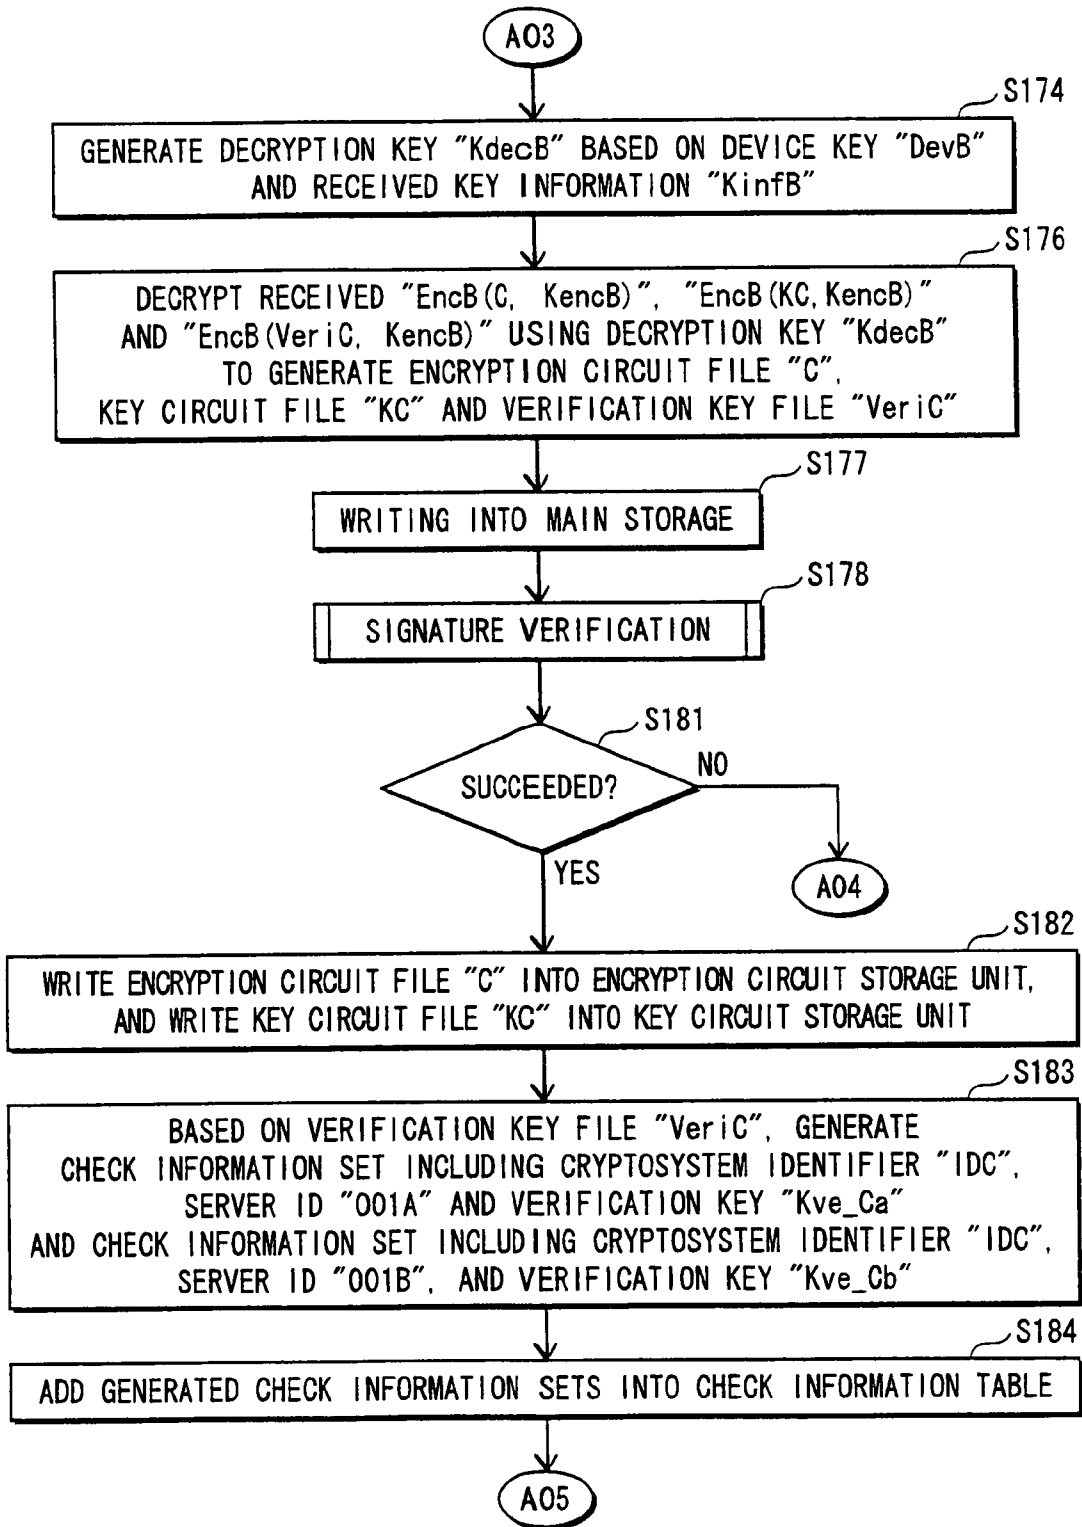 A03
S174
GENERATE DECRYPTION KEY "KdecB" BASED ON DEVICE KEY "DevB"
AND RECEIVED KEY INFORMATION "KinfB"
S176
DECRYPT RECEIVED "EncB(C, KencB)", "EncB(KC, KencB)"
AND "EncB(VeriC, KencB)" USING DECRYPTION KEY "KdecB"
TO GENERATE ENCRYPTION CIRCUIT FILE "C",
KEY CIRCUIT FILE "KC" AND VERIFICATION KEY FILE "VeriC"
S177
WRITING INTO MAIN STORAGE
S178
SIGNATURE VERIFICATION
S181
SUCCEEDED?
NO
YES
A04
S182
WRITE ENCRYPTION CIRCUIT FILE "C" INTO ENCRYPTION CIRCUIT STORAGE UNIT,
AND WRITE KEY CIRCUIT FILE "KC" INTO KEY CIRCUIT STORAGE UNIT
S183
BASED ON VERIFICATION KEY FILE "VeriC", GENERATE
CHECK INFORMATION SET INCLUDING CRYPTOSYSTEM IDENTIFIER "IDC",
SERVER ID "001A" AND VERIFICATION KEY "Kve_Ca"
AND CHECK INFORMATION SET INCLUDING CRYPTOSYSTEM IDENTIFIER "IDC",
SERVER ID "001B", AND VERIFICATION KEY "Kve_Cb"
S184
ADD GENERATED CHECK INFORMATION SETS INTO CHECK INFORMATION TABLE
A05